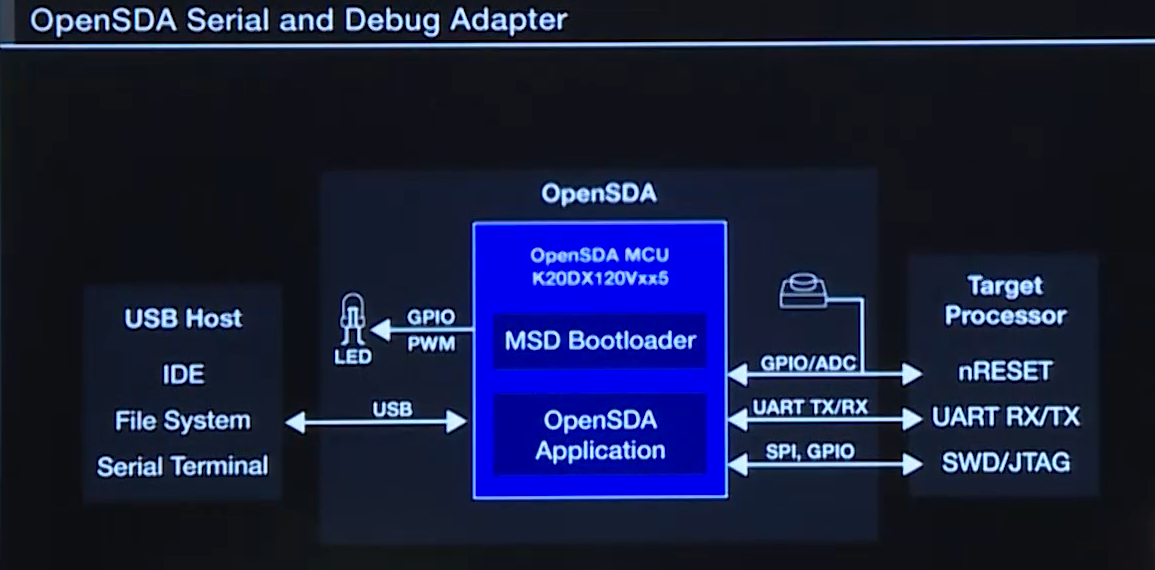 OpenSDA Serial and Debug Adapter
OpenSDA
OpenSDA MCU
K20DX120Vxx5
MSD Bootloader
OpenSDA
Application
USB Host
IDE
File System
Serial Terminal
LED
GPIO
PWM
USB
GPIO/ADC
UART TX/RX
SPI, GPIO
Target
Processor
nRESET
UART RX/TX
SWD/JTAG